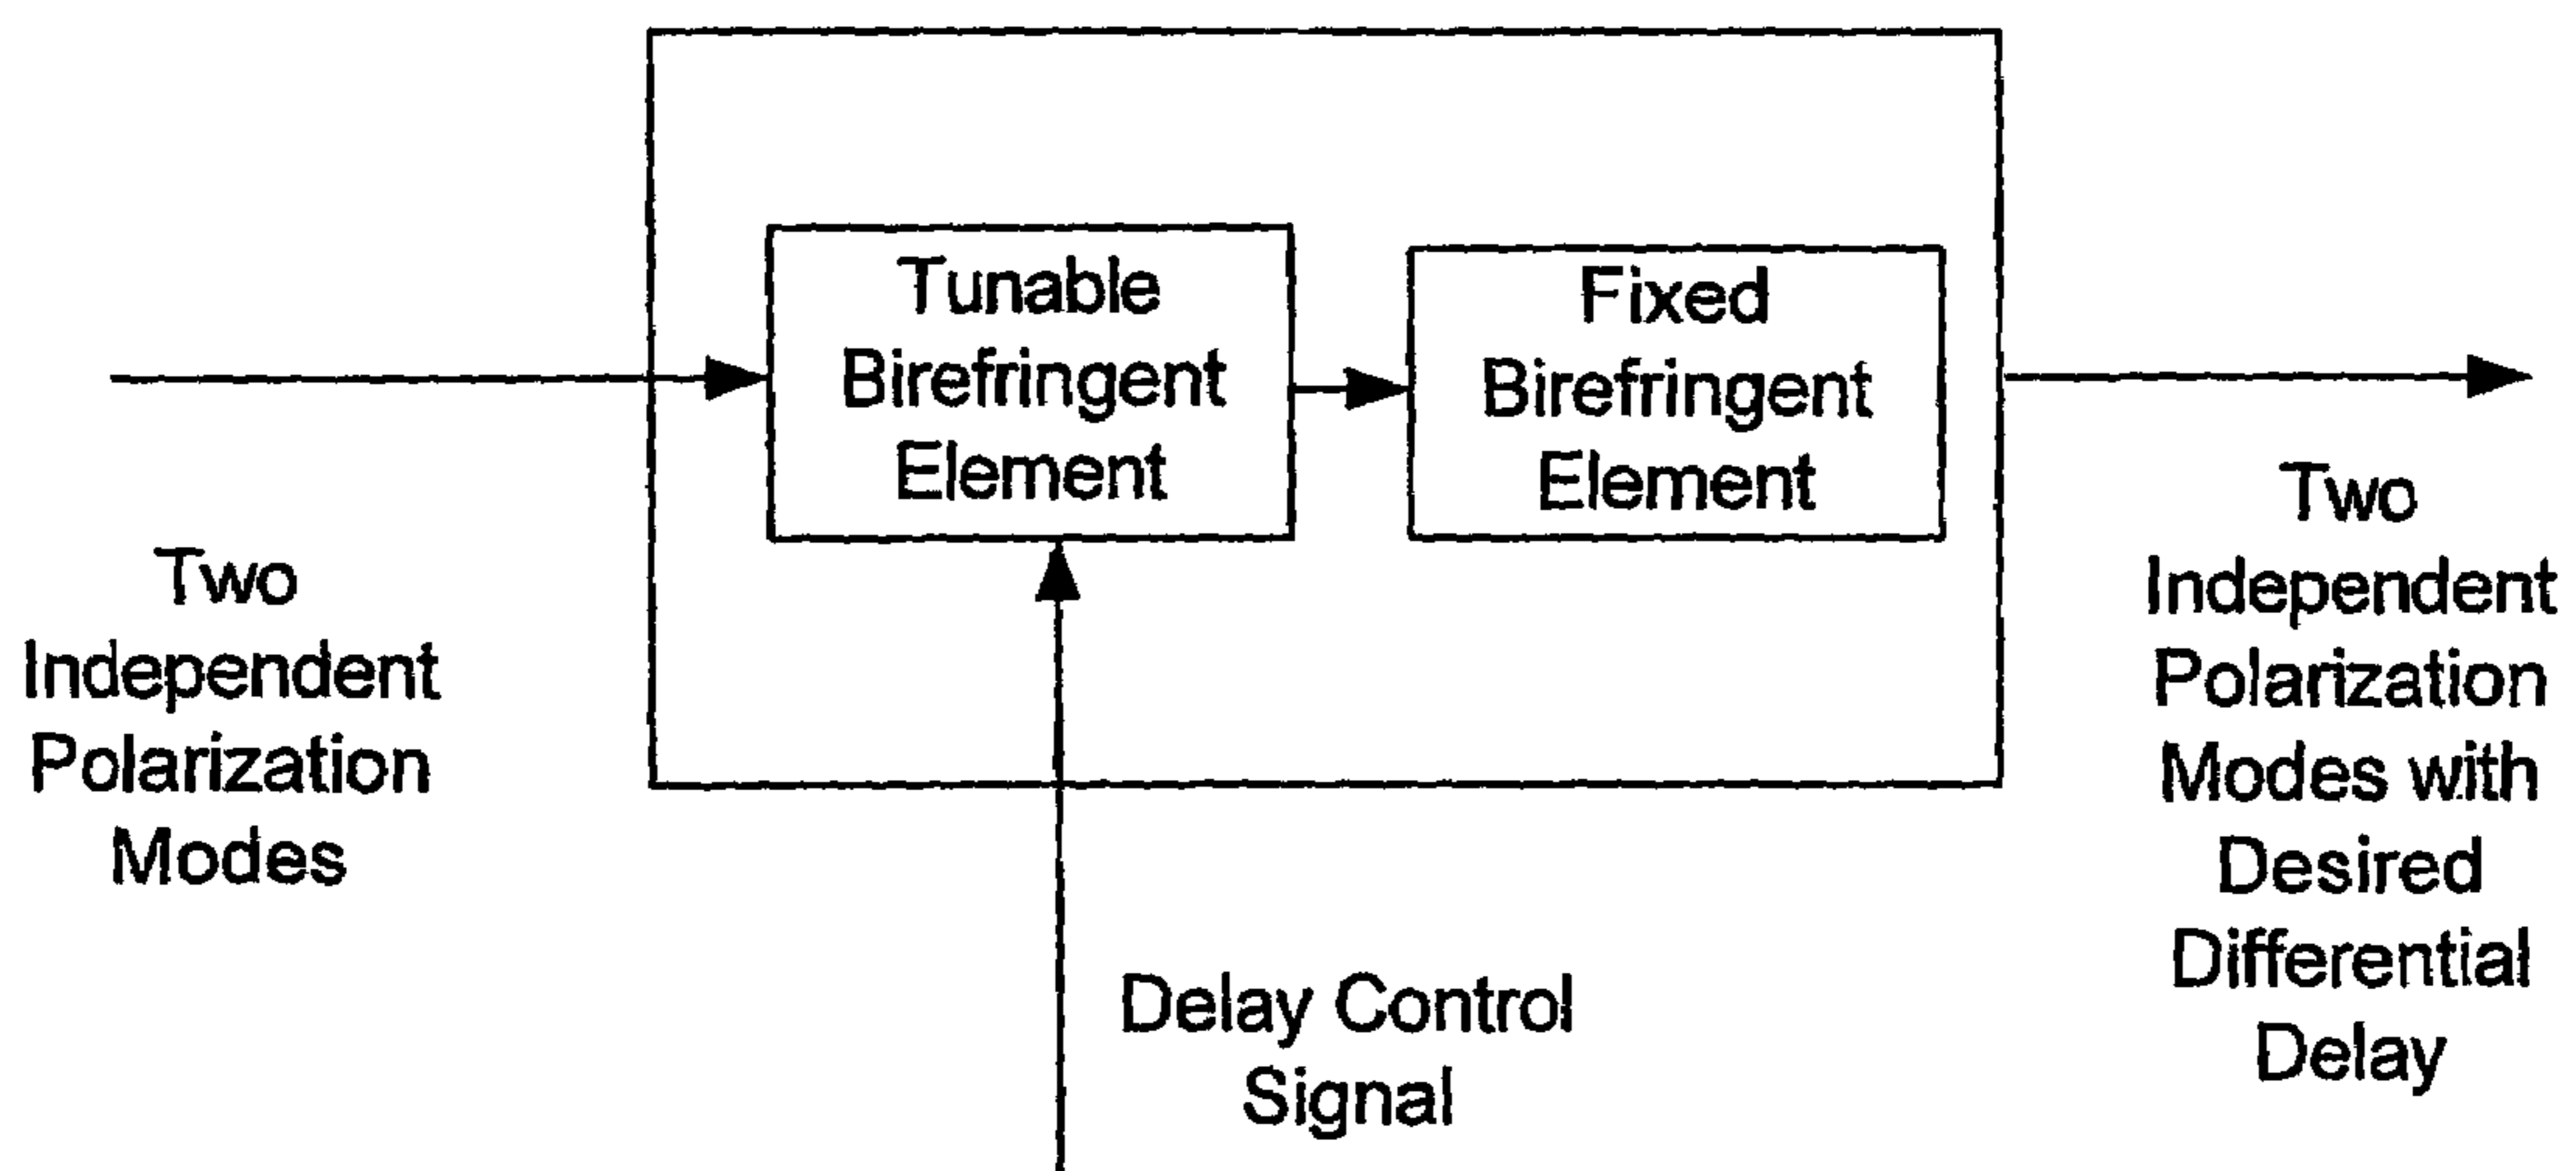 Tunable
Birefringent
Element
Fixed
Birefringent
Element
Two
Independent
Polarization
Modes
Two
Independent
Polarization
Modes with
Desired
Differential
Delay
Delay Control
Signal